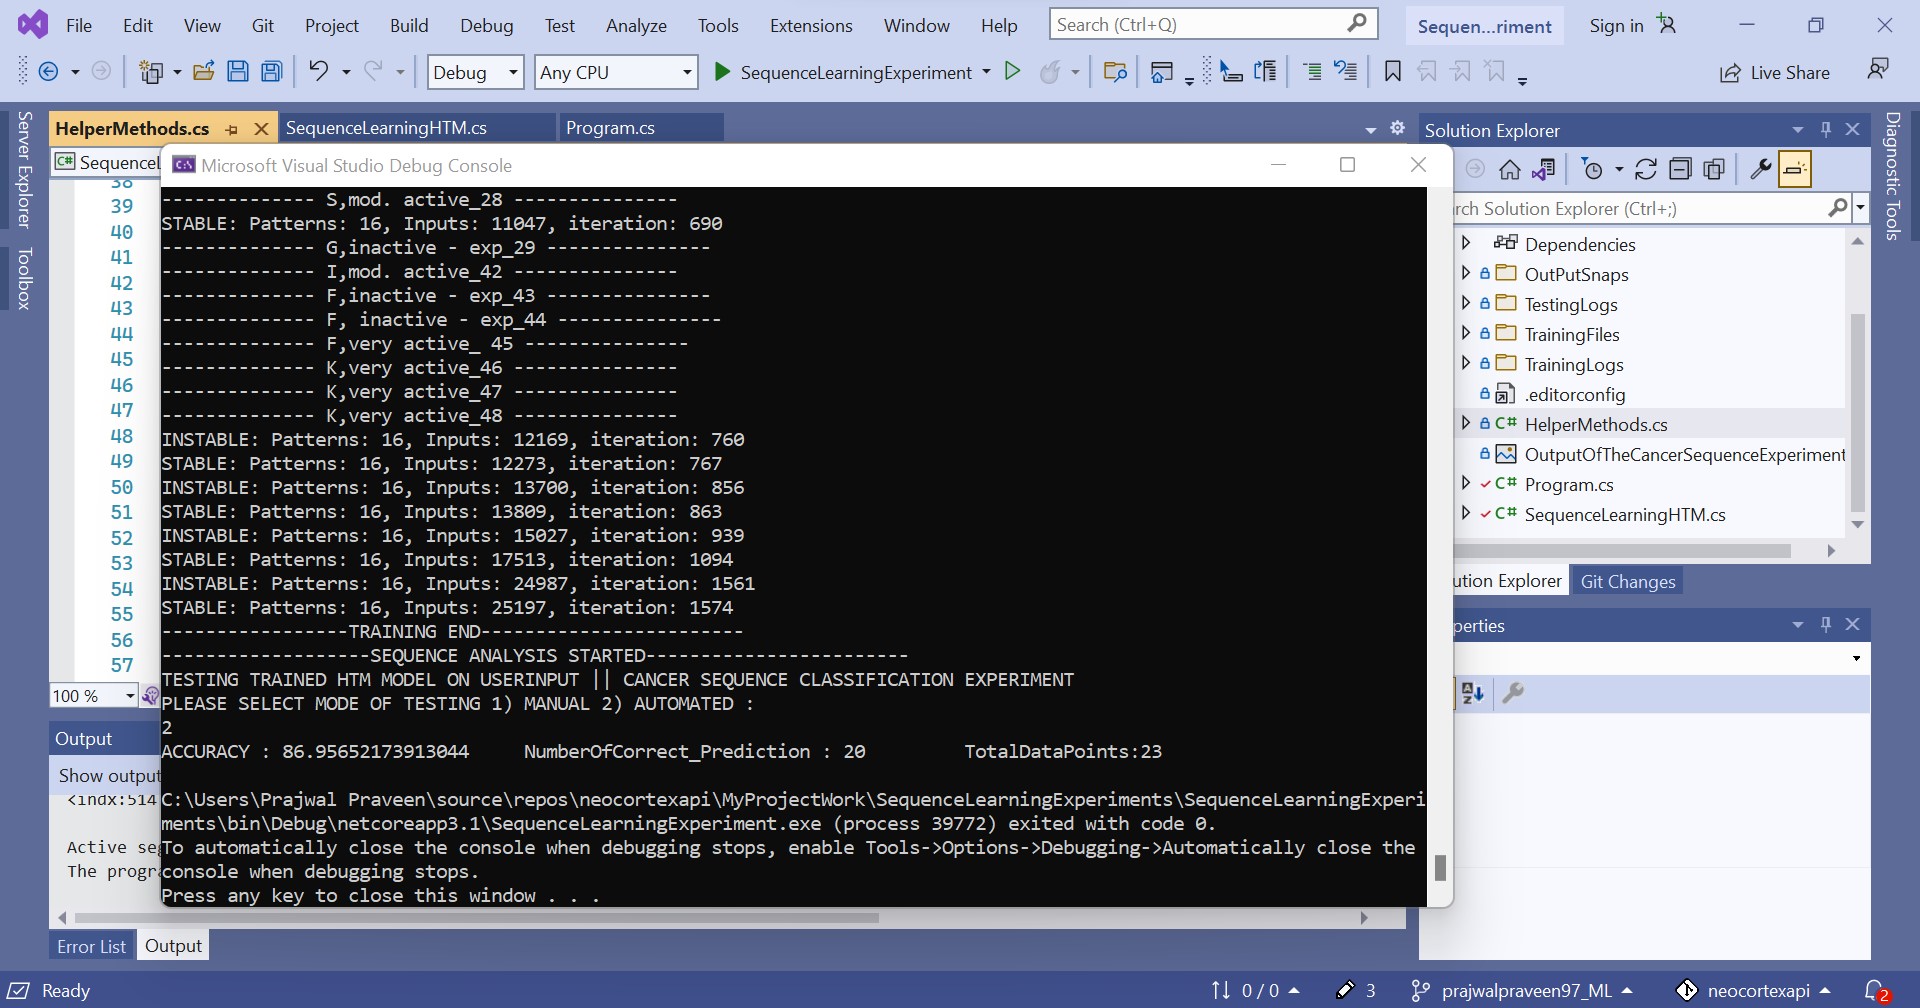 File Edit View Git Project Build Debug Test Analyze Tools Extensions Window Help Search (Ctrl+Q) Sequen...riment Sign in
Debug Any CPU SequenceLearningExperiment Live Share
HelperMethods.cs SequenceLearningHTM.cs Program.cs
Server Explorer
Toolbox
SequenceL
38
39
40
41
42
43
44
45
46
47
48
49
50
51
52
53
54
55
56
57
100 %
Microsoft Visual Studio Debug Console
-------------- S,mod. active_28 ---------------
STABLE: Patterns: 16, Inputs: 11047, iteration: 690
-------------- G,inactive - exp_29 ---------------
-------------- I,mod. active_42 ---------------
-------------- F,inactive - exp_43 ---------------
-------------- F, inactive - exp_44 ---------------
-------------- F,very active_ 45 ---------------
-------------- K,very active_46 ---------------
-------------- K,very active_47 ---------------
-------------- K,very active_48 ---------------
INSTABLE: Patterns: 16, Inputs: 12169, iteration: 760
STABLE: Patterns: 16, Inputs: 12273, iteration: 767
INSTABLE: Patterns: 16, Inputs: 13700, iteration: 856
STABLE: Patterns: 16, Inputs: 13809, iteration: 863
INSTABLE: Patterns: 16, Inputs: 15027, iteration: 939
STABLE: Patterns: 16, Inputs: 17513, iteration: 1094
INSTABLE: Patterns: 16, Inputs: 24987, iteration: 1561
STABLE: Patterns: 16, Inputs: 25197, iteration: 1574
-----------------TRAINING END------------------------
-------------------SEQUENCE ANALYSIS STARTED------------------------
TESTING TRAINED HTM MODEL ON USERINPUT || CANCER SEQUENCE CLASSIFICATION EXPERIMENT
PLEASE SELECT MODE OF TESTING 1) MANUAL 2) AUTOMATED :
2
ACCURACY : 86.95652173913044 NumberOfCorrect_Prediction : 20 TotalDataPoints:23
C:\Users\Prajwal Praveen\source\repos\neocortexapi\MyProjectWork\SequenceLearningExperiments\SequenceLearningExperi
ments\bin\Debug\netcoreapp3.1\SequenceLearningExperiment.exe (process 39772) exited with code 0.
To automatically close the console when debugging stops, enable Tools->Options->Debugging->Automatically close the
console when debugging stops.
Press any key to close this window . . .
Output
Show output
<indx:514
Active seg
The progra
Error List Output
Solution Explorer
rch Solution Explorer (Ctrl+;)
Dependencies
OutPutSnaps
TestingLogs
TrainingFiles
TrainingLogs
.editorconfig
C# HelperMethods.cs
OutputOfTheCancerSequenceExperiment
C# Program.cs
C# SequenceLearningHTM.cs
ution Explorer Git Changes
perties
Diagnostic Tools
Ready 0 / 0 3 prajwalpraveen97_ML neocortexapi 2